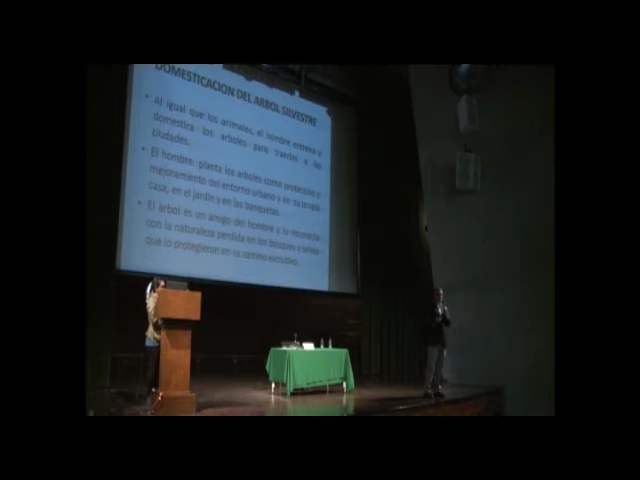 DOMESTICACION DEL ARBOL SILVESTRE
• Al igual que los animales, el hombre entrena y
domestica los arboles para traerlos a las
ciudades.
• El hombre planta los arboles como protección y
mejoramiento del entorno urbano y de su propia
casa, en el jardín y en las banquetas.
• El árbol es un amigo del hombre y lo reconecta
con la naturaleza perdida en los bosques y selvas
que lo protegieron en su camino evolutivo.